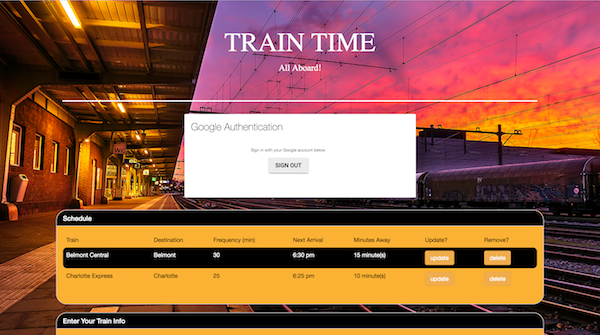 TRAIN TIME
All Aboard!
Google Authentication
Sign in with your Google account below.
SIGN OUT
Schedule
Train Destination Frequency (min) Next Arrival Minutes Away Update? Remove?
Belmont Central Belmont 30 6:30 pm 15 minute(s) update delete
Charlotte Express Charlotte 25 6:25 pm 10 minute(s) update delete
Enter Your Train Info